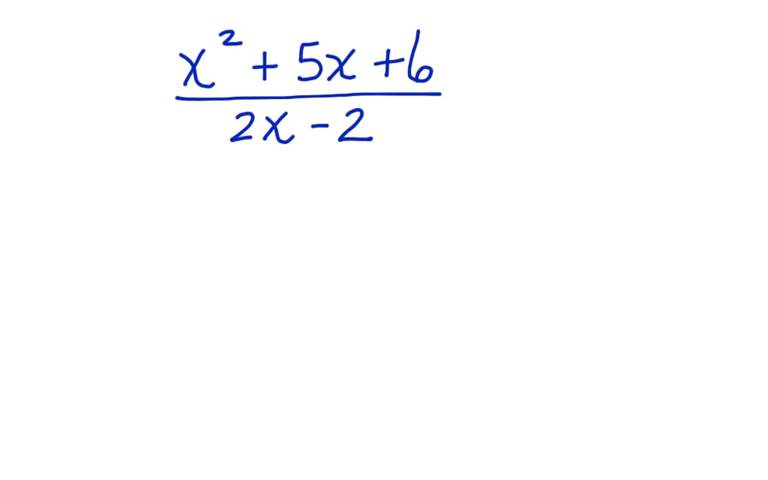 x² + 5x + 6
2x - 2